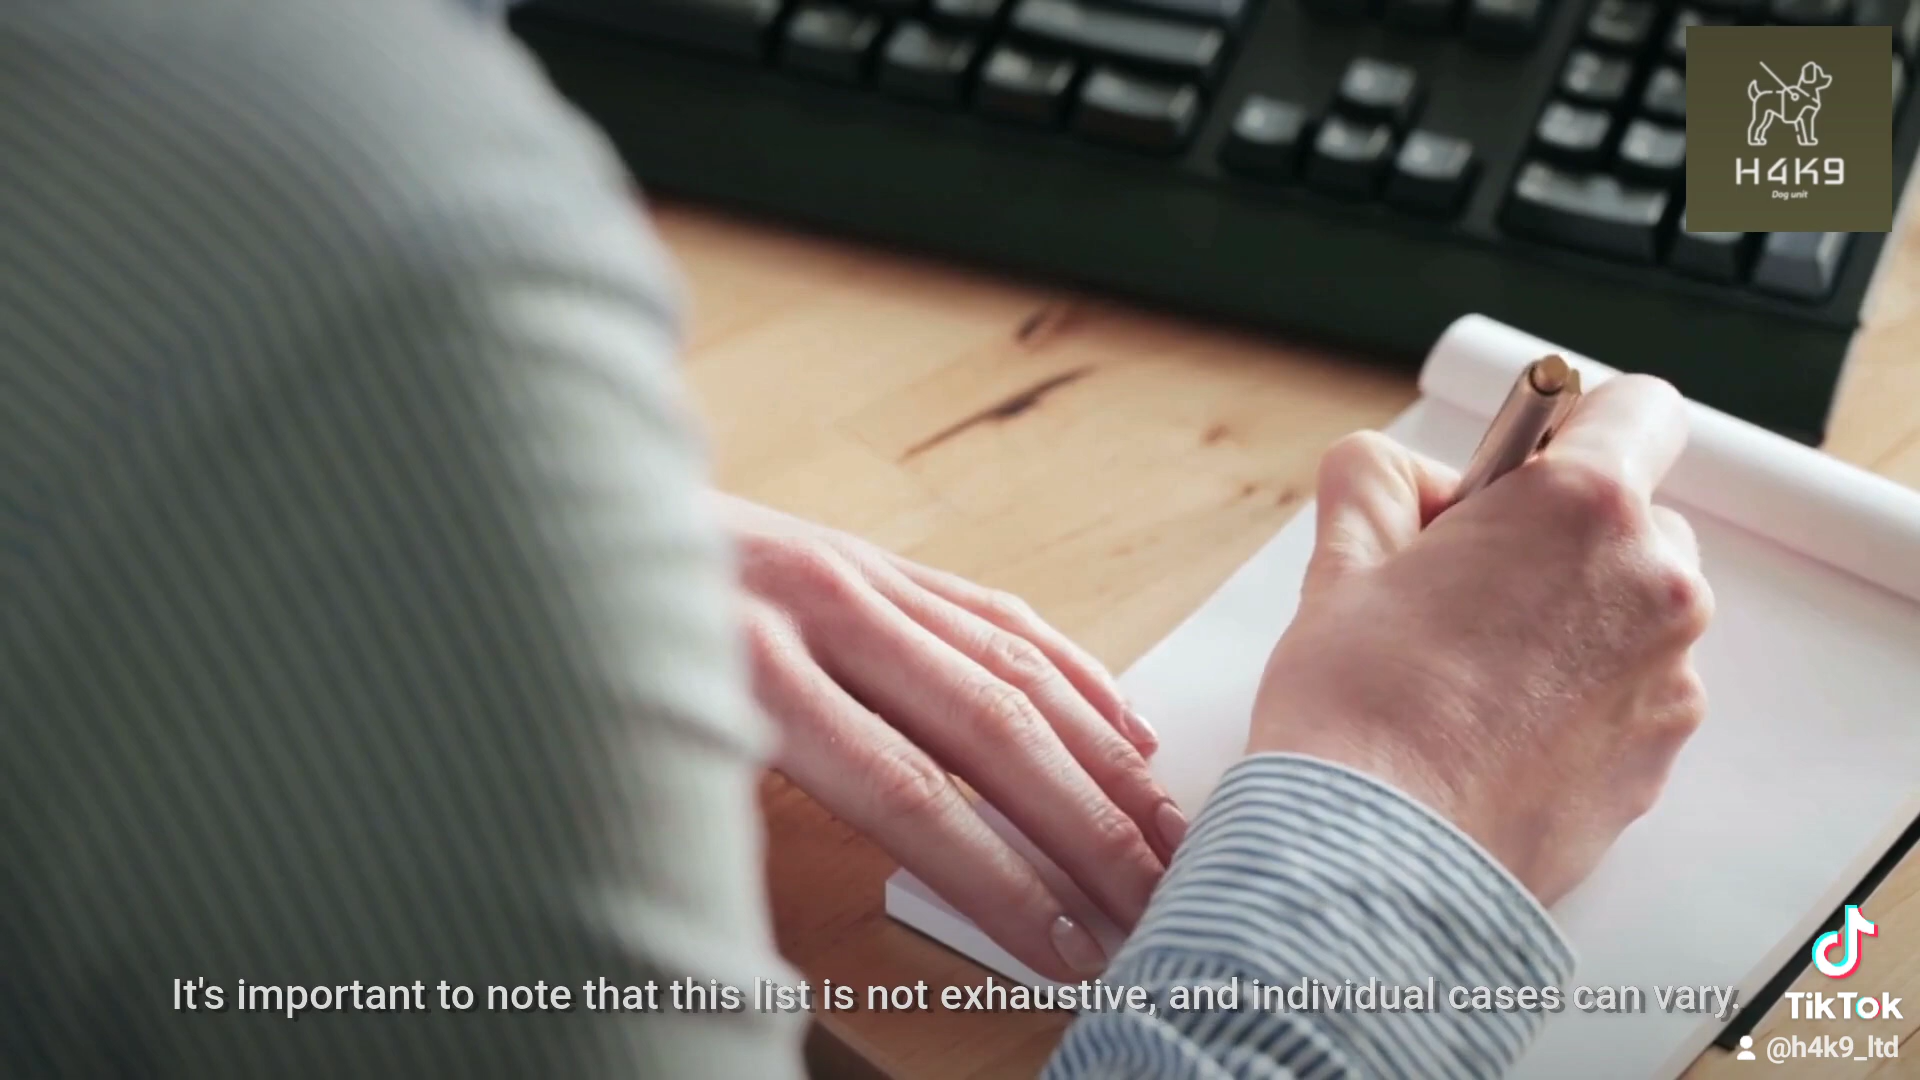 H4K9
Dog unit
It's important to note that this list is not exhaustive, and individual cases can vary.
TikTok
@h4k9_ltd